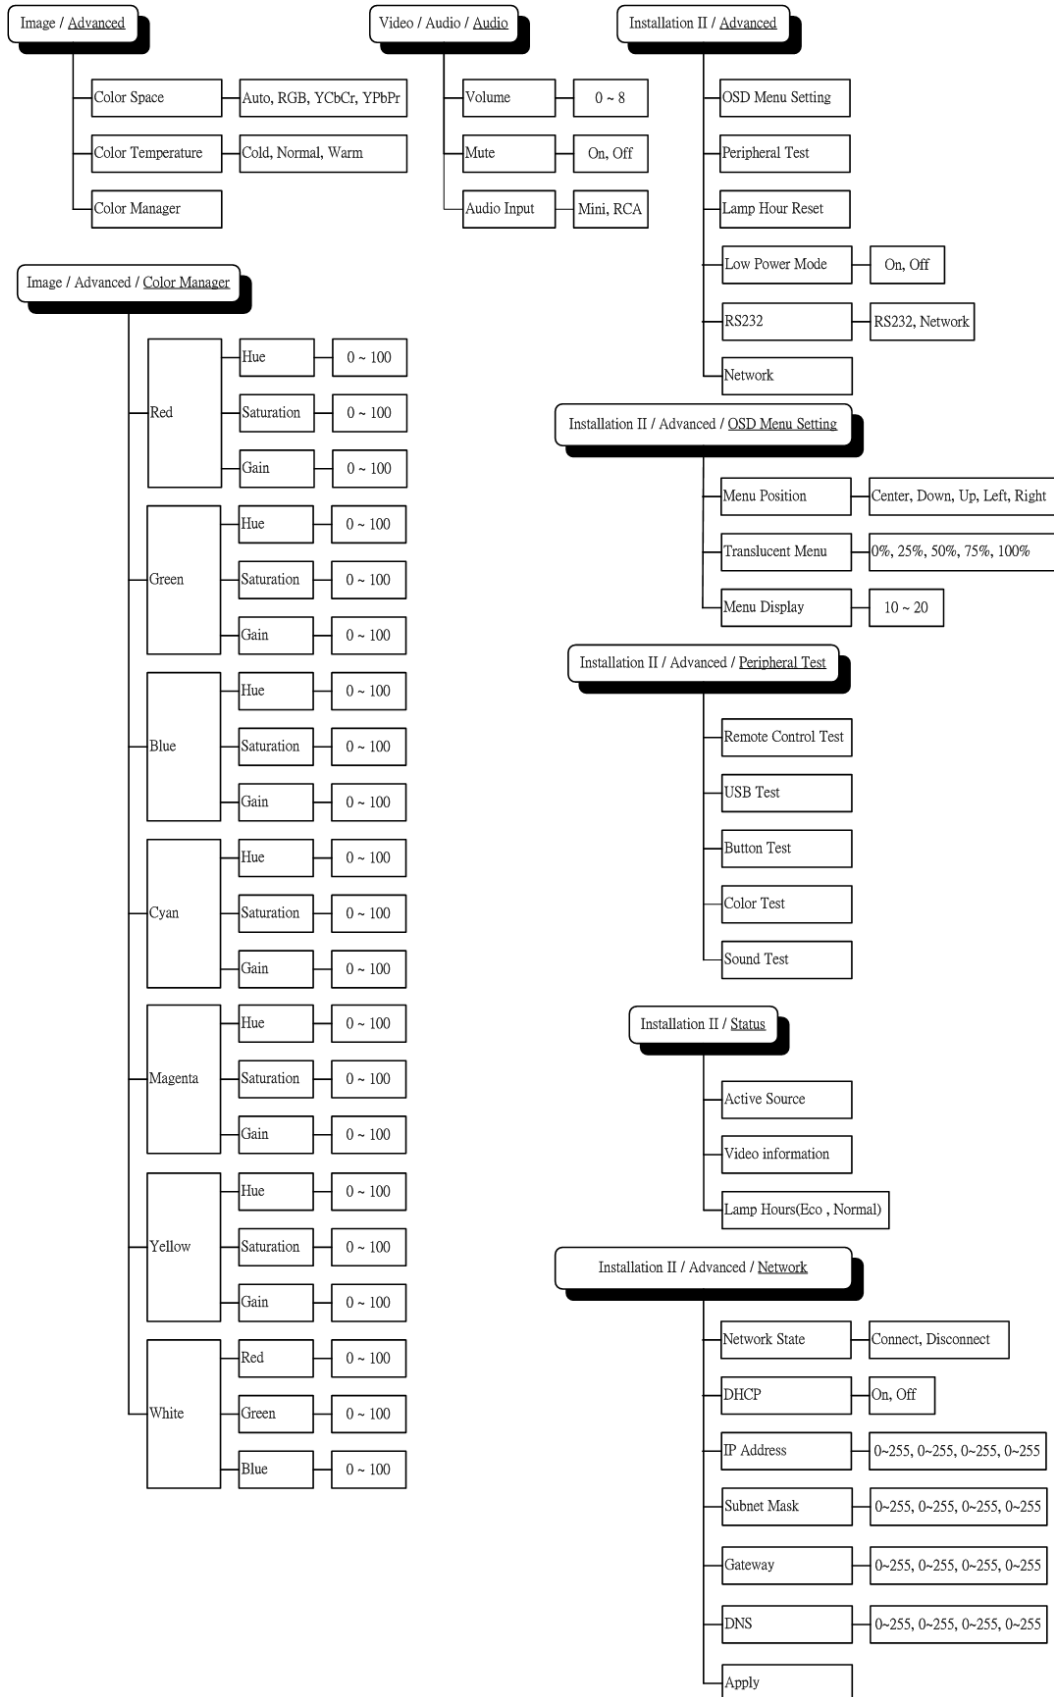 Image / Advanced
Color Space
Auto, RGB, YCbCr, YPbPr
Color Temperature
Cold, Normal, Warm
Color Manager
Video / Audio / Audio
Volume
0 ~ 8
Mute
On, Off
Audio Input
Mini, RCA
Installation II / Advanced
OSD Menu Setting
Peripheral Test
Lamp Hour Reset
Low Power Mode
On, Off
RS232
RS232, Network
Network
Image / Advanced / Color Manager
Red
Hue
0 ~ 100
Saturation
0 ~ 100
Gain
0 ~ 100
Green
Hue
0 ~ 100
Saturation
0 ~ 100
Gain
0 ~ 100
Blue
Hue
0 ~ 100
Saturation
0 ~ 100
Gain
0 ~ 100
Cyan
Hue
0 ~ 100
Saturation
0 ~ 100
Gain
0 ~ 100
Magenta
Hue
0 ~ 100
Saturation
0 ~ 100
Gain
0 ~ 100
Yellow
Hue
0 ~ 100
Saturation
0 ~ 100
Gain
0 ~ 100
White
Red
0 ~ 100
Green
0 ~ 100
Blue
0 ~ 100
Installation II / Advanced / OSD Menu Setting
Menu Position
Center, Down, Up, Left, Right
Translucent Menu
0%, 25%, 50%, 75%, 100%
Menu Display
10 ~ 20
Installation II / Advanced / Peripheral Test
Remote Control Test
USB Test
Button Test
Color Test
Sound Test
Installation II / Status
Active Source
Video information
Lamp Hours(Eco , Normal)
Installation II / Advanced / Network
Network State
Connect, Disconnect
DHCP
On, Off
IP Address
0~255, 0~255, 0~255, 0~255
Subnet Mask
0~255, 0~255, 0~255, 0~255
Gateway
0~255, 0~255, 0~255, 0~255
DNS
0~255, 0~255, 0~255, 0~255
Apply